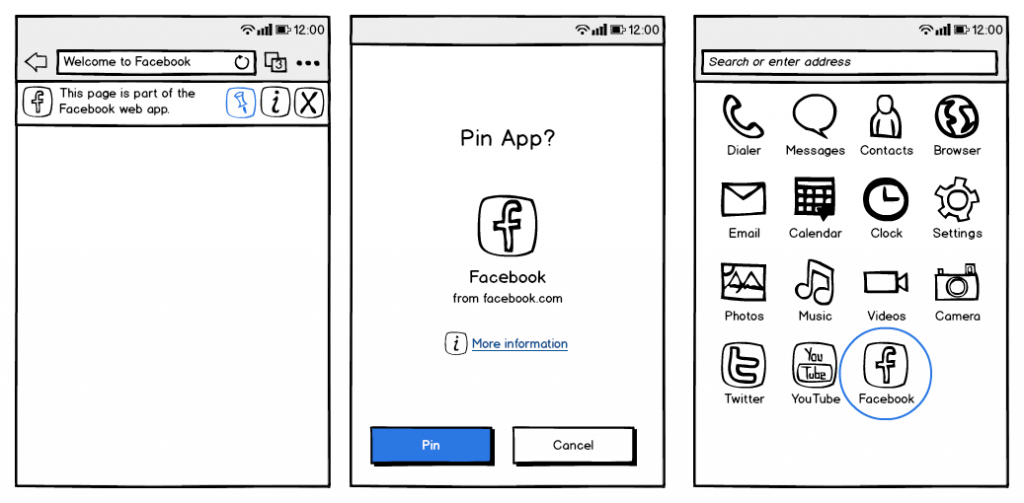 12:00
Welcome to Facebook
3
f
This page is part of the
Facebook web app.
i
X
12:00
Pin App?
f
Facebook
from facebook.com
i
More information
Pin
Cancel
12:00
Search or enter address
Dialer
Messages
Contacts
Browser
Email
Calendar
Clock
Settings
Photos
Music
Videos
Camera
t
You
Tube
f
Twitter
YouTube
Facebook